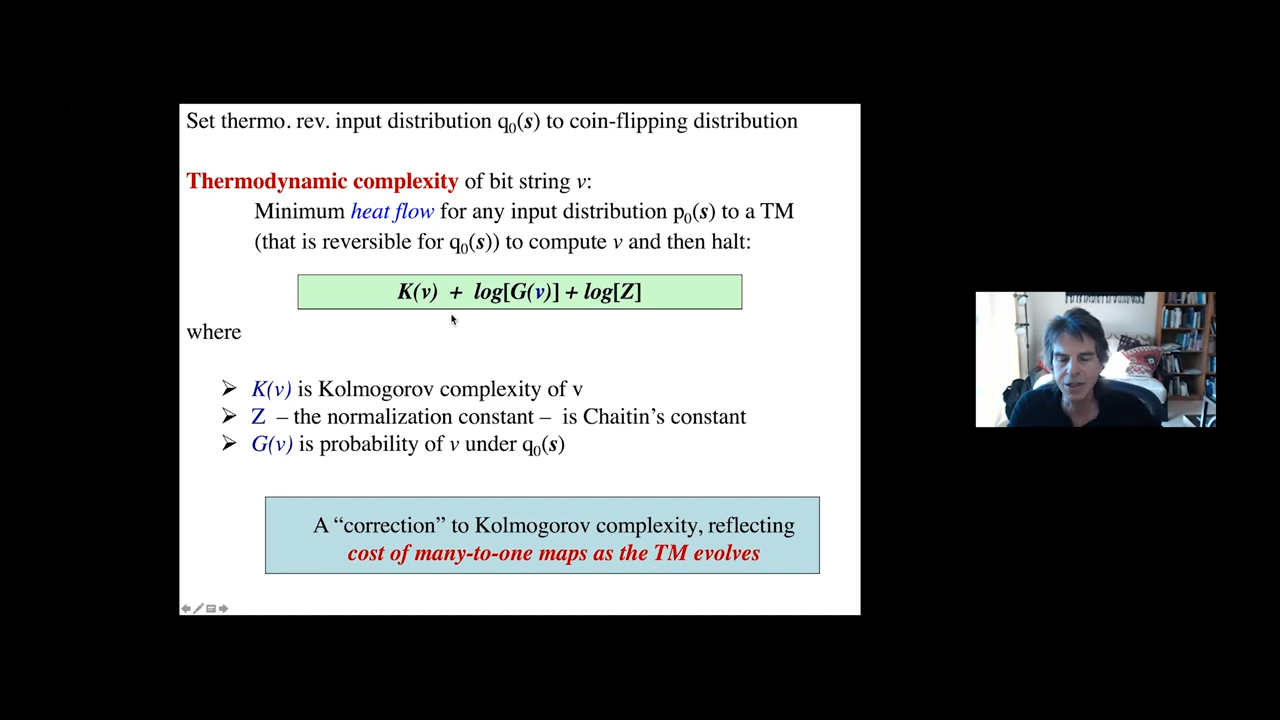 Set thermo. rev. input distribution q0(s) to coin-flipping distribution
Thermodynamic complexity of bit string v:
Minimum heat flow for any input distribution p0(s) to a TM
(that is reversible for q0(s)) to compute v and then halt:
K(v) + log[G(v)] + log[Z]
where
➢ K(v) is Kolmogorov complexity of v
➢ Z – the normalization constant – is Chaitin’s constant
➢ G(v) is probability of v under q0(s)
A “correction” to Kolmogorov complexity, reflecting
cost of many-to-one maps as the TM evolves